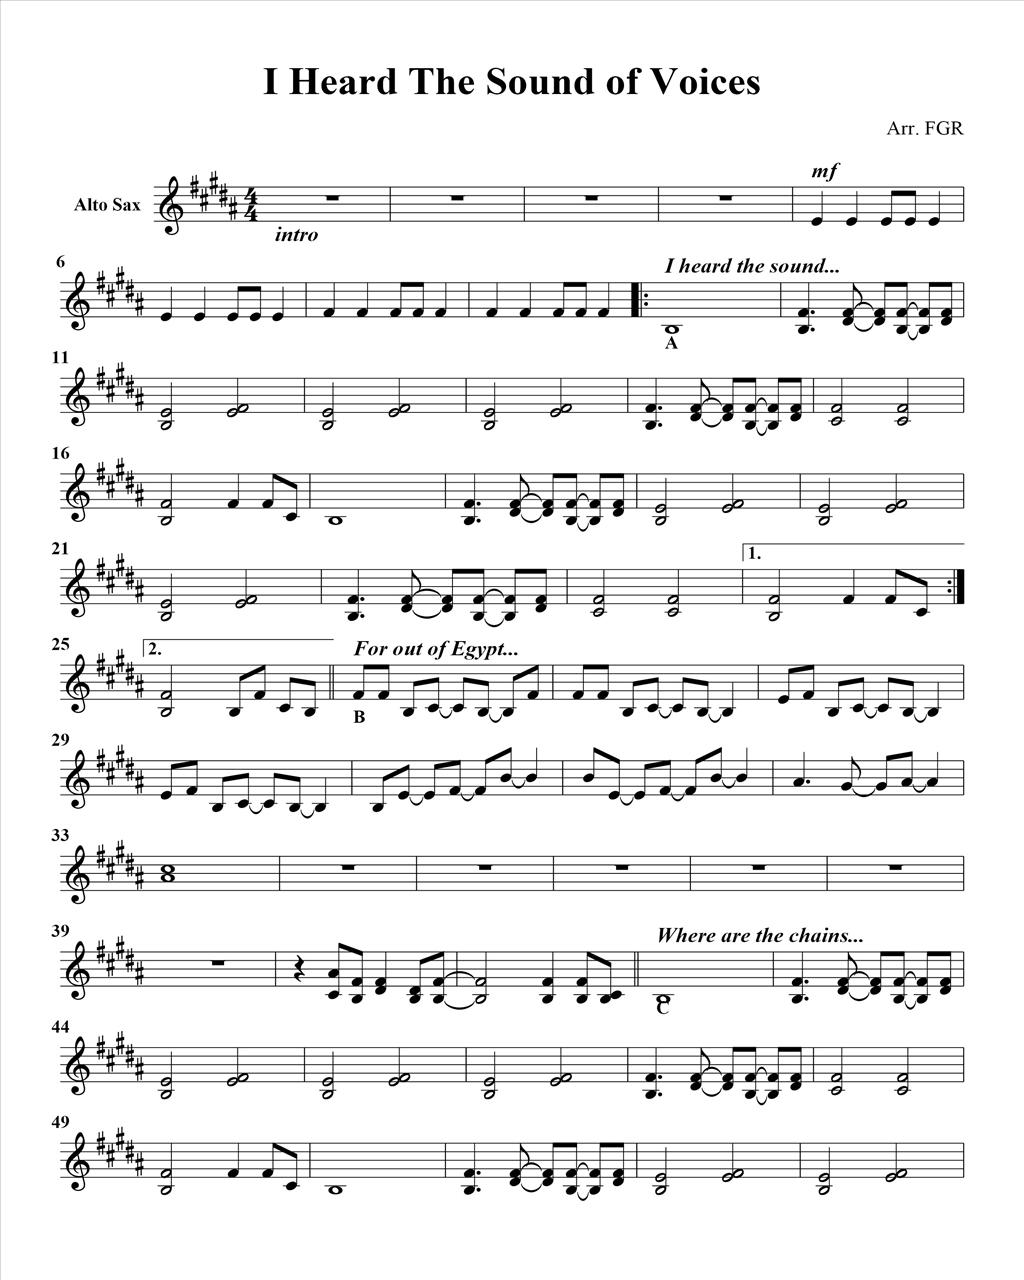 I Heard The Sound of Voices
Arr. FGR
mf
Alto Sax
4
4
intro
6
I heard the sound...
A
11
16
21
1.
25
2.
For out of Egypt...
B
29
33
39
Where are the chains...
C
44
49